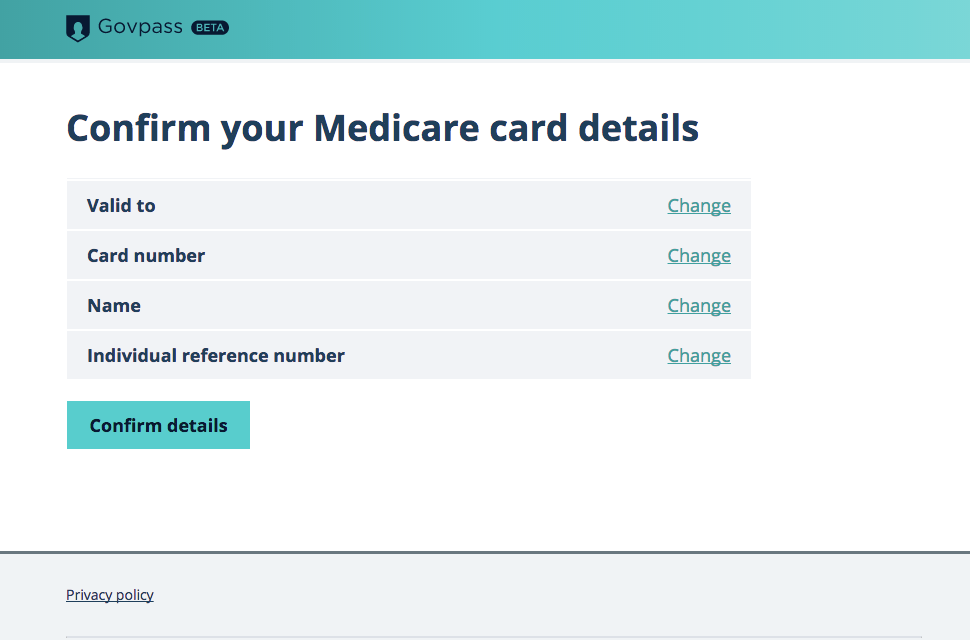 Govpass BETA
Confirm your Medicare card details
Valid to Change
Card number Change
Name Change
Individual reference number Change
Confirm details
Privacy policy